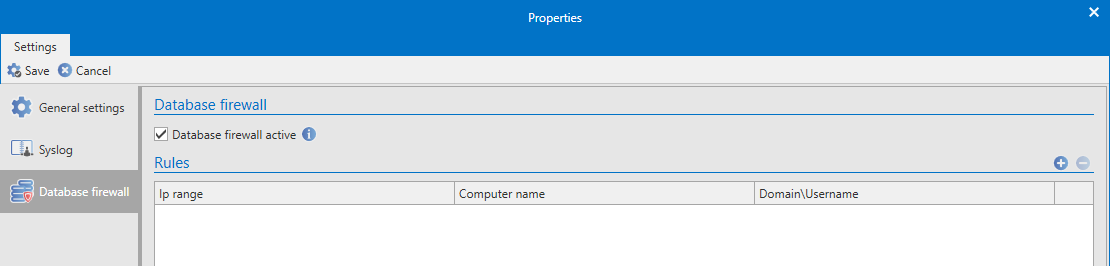 Properties
Settings
Save Cancel
General settings
Syslog
Database firewall
Database firewall
Database firewall active
Rules
Ip range Computer name Domain\Username